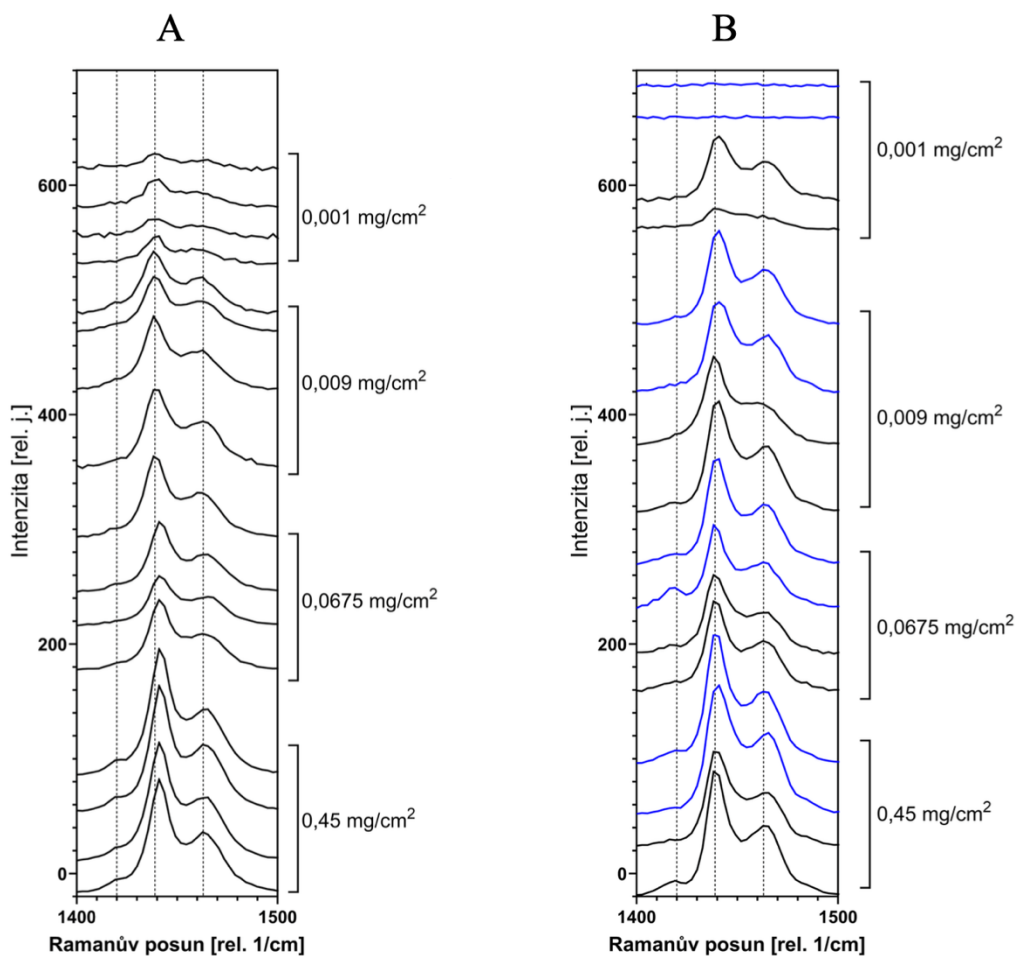 A
B
600
400
200
0
0,001 mg/cm²
0,009 mg/cm²
0,0675 mg/cm²
0,45 mg/cm²
Intenzita [rel. j.]
1400
1500
Ramanův posun [rel. 1/cm]
600
400
200
0
0,001 mg/cm²
0,009 mg/cm²
0,0675 mg/cm²
0,45 mg/cm²
Intenzita [rel. j.]
1400
1500
Ramanův posun [rel. 1/cm]